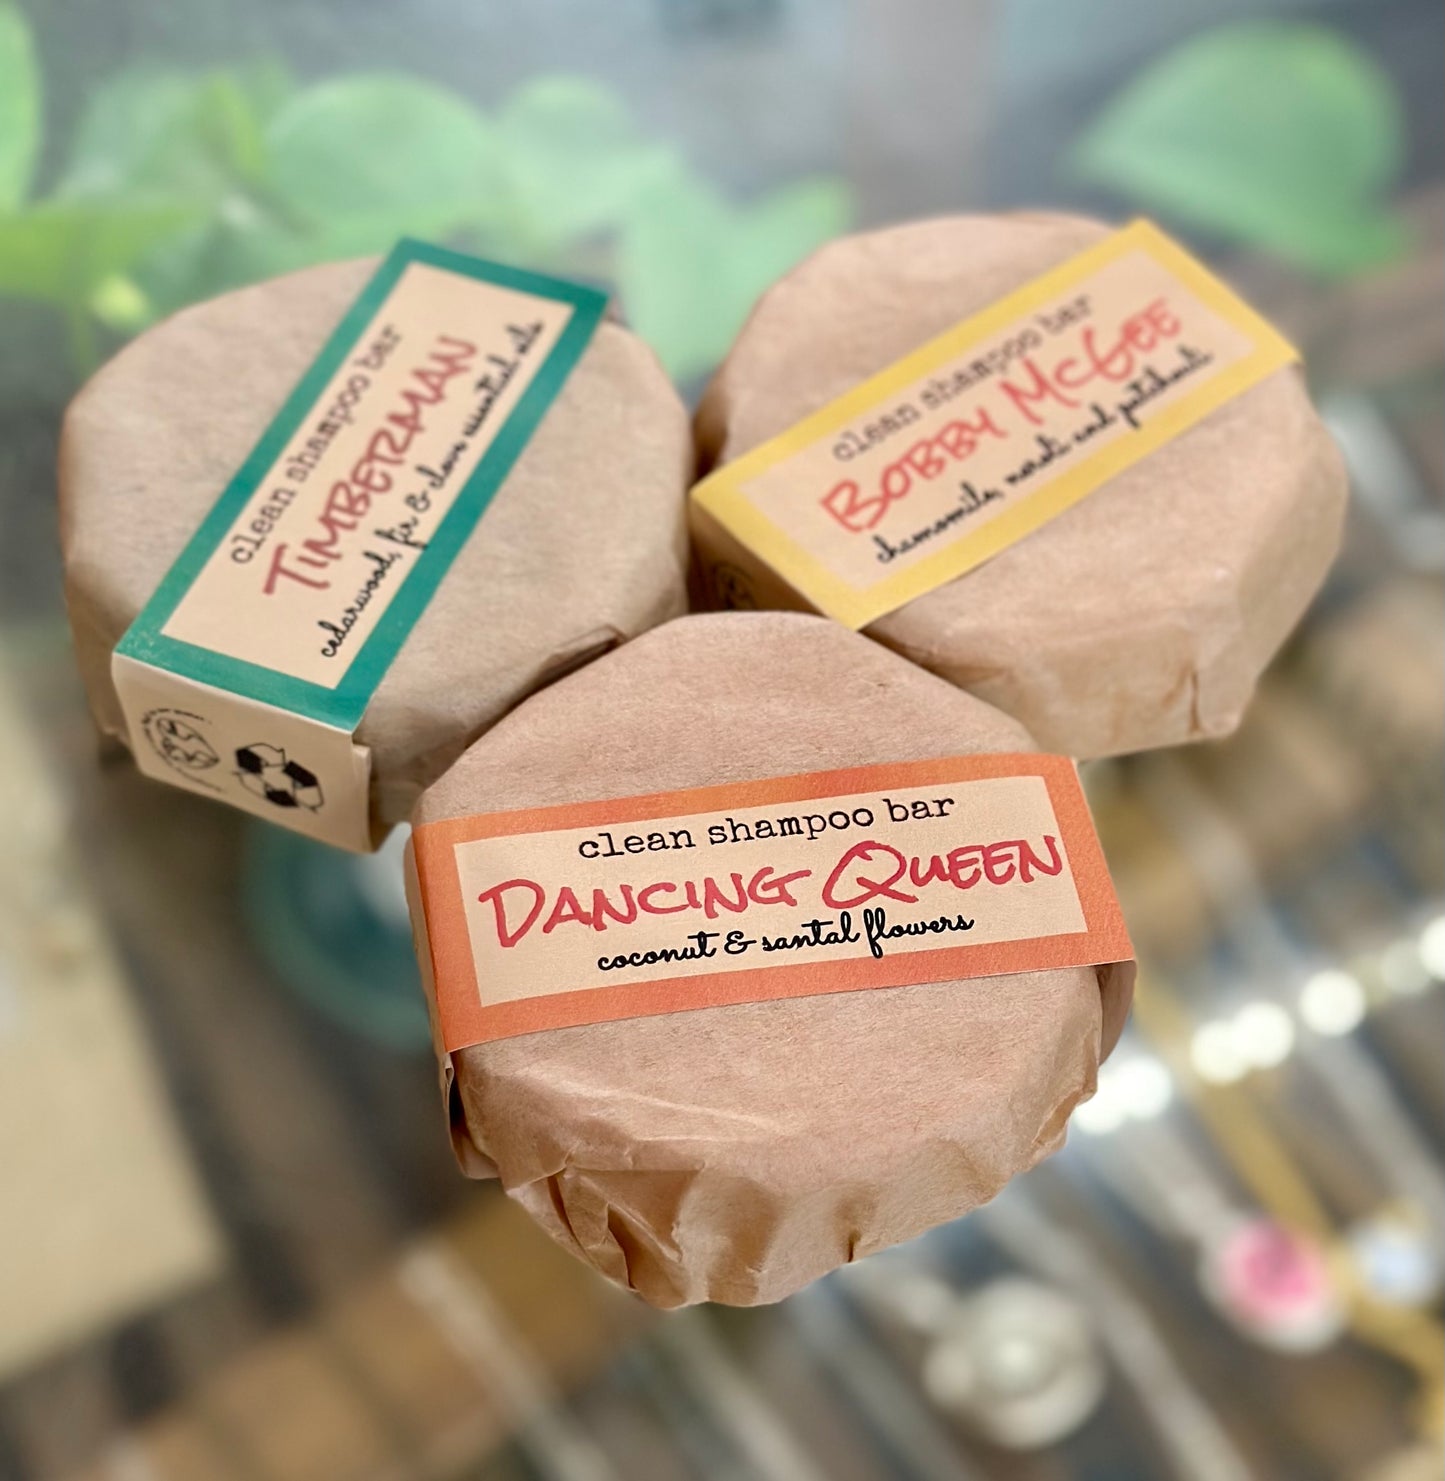 clean shampoo bar
TIMBERMAN
cedarwood, fir & clove essential oils
clean shampoo bar
BOBBY MCGEE
chamomile, neroli and patchouli
clean shampoo bar
DANCING QUEEN
coconut & santal flowers